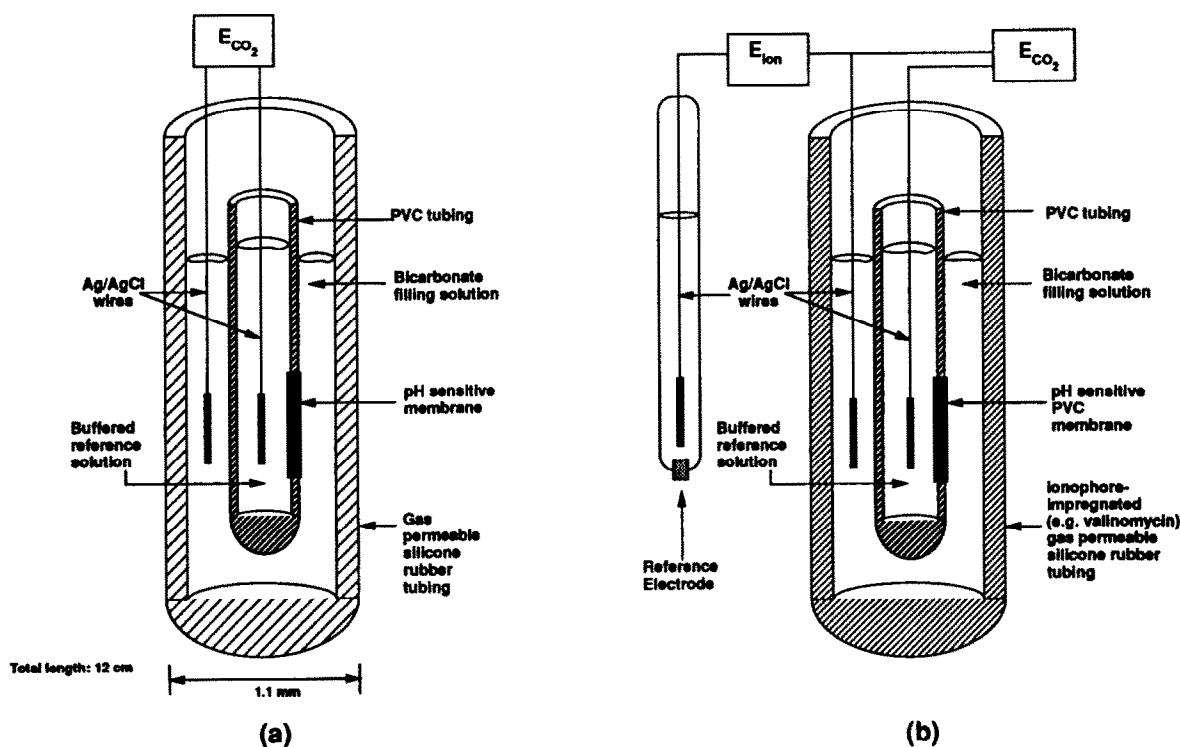 E_CO2
PVC tubing
Ag/AgCl
wires
Bicarbonate
filling solution
pH sensitive
membrane
Buffered
reference
solution
Gas
permeable
silicone
rubber
tubing
Total length: 12 cm
1.1 mm
(a)
E_ion
E_CO2
PVC tubing
Ag/AgCl
wires
Bicarbonate
filling solution
pH sensitive
PVC
membrane
Buffered
reference
solution
ionophore-
impregnated
(e.g. valinomycin)
gas permeable
silicone rubber
tubing
Reference
Electrode
(b)